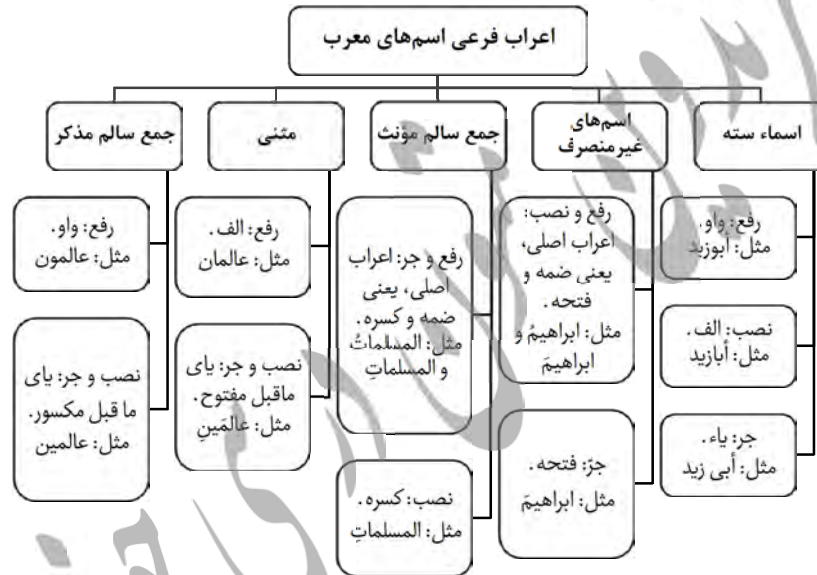 اعراب فرعی اسم‌های معرب
اسماء سته
رفع: واو.
مثل: أبوزید
نصب: الف.
مثل: أبازید
جر: یاء.
مثل: أبی زید
اسم‌های
غیرمنصرف
رفع و نصب:
اعراب اصلی،
یعنی ضمه و
فتحه.
مثل: ابراهیمُ و
ابراهیمَ
جرّ: فتحه.
مثل: ابراهیمَ
جمع سالم مؤنث
رفع و جر: اعراب
اصلی، یعنی
ضمه و کسره.
مثل: المسلماتُ
و المسلماتِ
نصب: کسره.
مثل: المسلماتِ
مثنی
رفع: الف.
مثل: عالمان
نصب و جر: یای
ماقبل مفتوح.
مثل: عالمَینِ
جمع سالم مذکر
رفع: واو.
مثل: عالمون
نصب و جر: یای
ما قبل مکسور.
مثل: عالمین